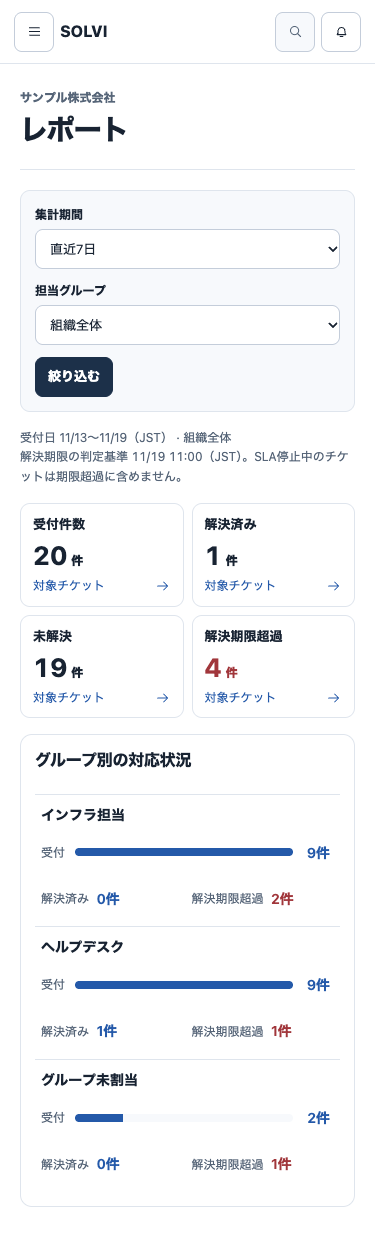 SOLVI
サンプル株式会社
レポート
集計期間
直近7日
担当グループ
組織全体
絞り込む
受付日 11/13〜11/19（JST） · 組織全体
解決期限の判定基準 11/19 11:00（JST）。SLA停止中のチケ
ットは期限超過に含めません。
受付件数
20 件
対象チケット →
解決済み
1 件
対象チケット →
未解決
19 件
対象チケット →
解決期限超過
4 件
対象チケット →
グループ別の対応状況
インフラ担当
受付 9件
解決済み 0件 解決期限超過 2件
ヘルプデスク
受付 9件
解決済み 1件 解決期限超過 1件
グループ未割当
受付 2件
解決済み 0件 解決期限超過 1件